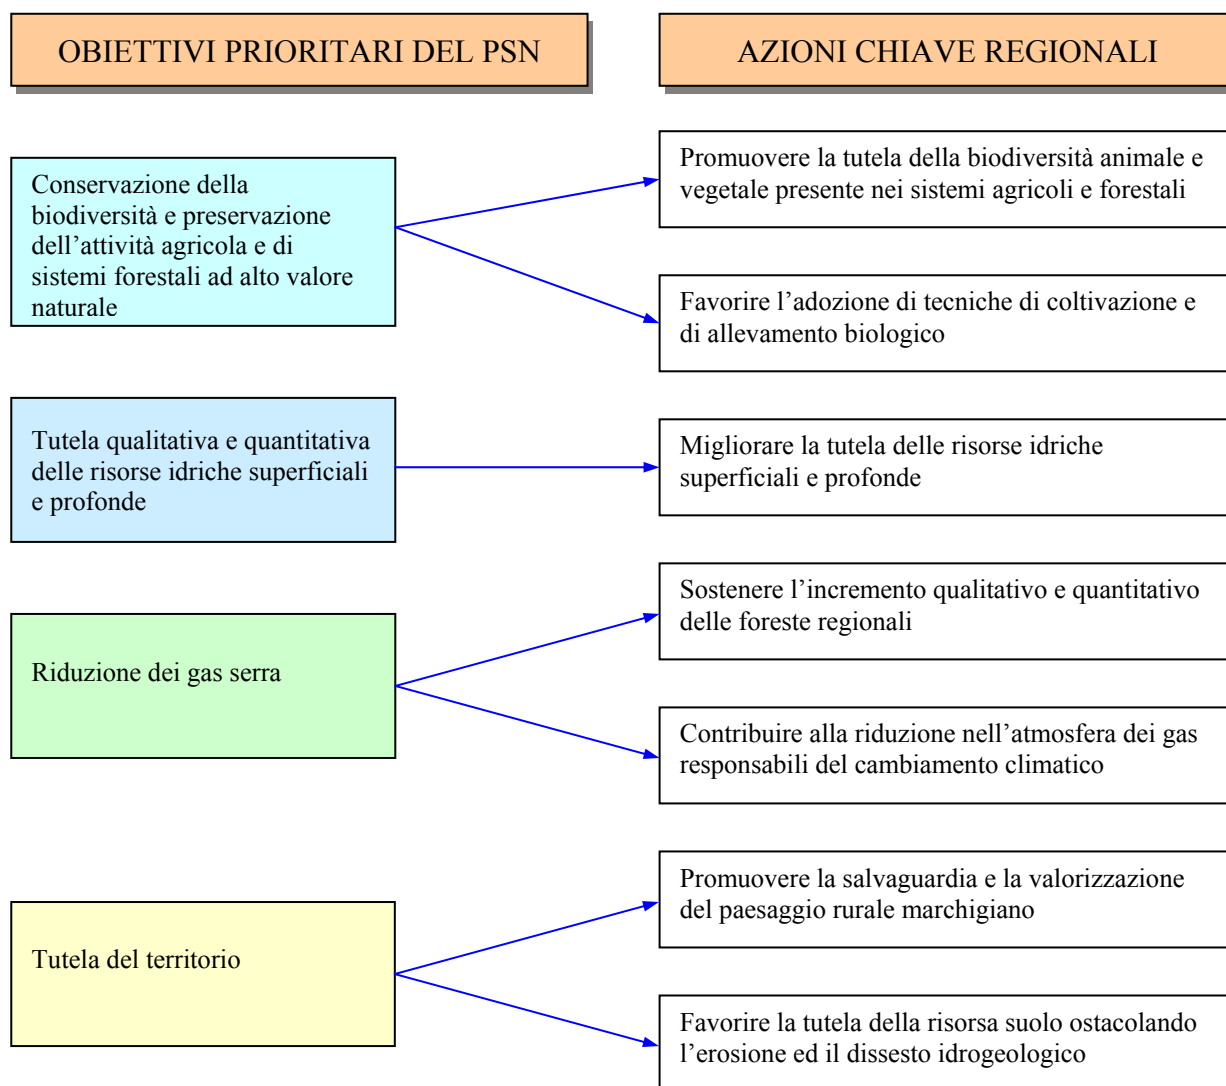 OBIETTIVI PRIORITARI DEL PSN
AZIONI CHIAVE REGIONALI
Conservazione della
biodiversità e preservazione
dell’attività agricola e di
sistemi forestali ad alto valore
naturale
Promuovere la tutela della biodiversità animale e
vegetale presente nei sistemi agricoli e forestali
Favorire l’adozione di tecniche di coltivazione e
di allevamento biologico
Tutela qualitativa e quantitativa
delle risorse idriche superficiali
e profonde
Migliorare la tutela delle risorse idriche
superficiali e profonde
Riduzione dei gas serra
Sostenere l’incremento qualitativo e quantitativo
delle foreste regionali
Contribuire alla riduzione nell’atmosfera dei gas
responsabili del cambiamento climatico
Tutela del territorio
Promuovere la salvaguardia e la valorizzazione
del paesaggio rurale marchigiano
Favorire la tutela della risorsa suolo ostacolando
l’erosione ed il dissesto idrogeologico